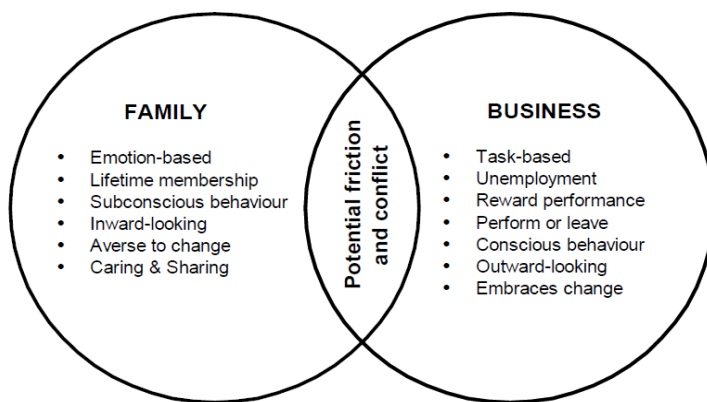 FAMILY
• Emotion-based
• Lifetime membership
• Subconscious behaviour
• Inward-looking
• Averse to change
• Caring & Sharing
Potential friction
and conflict
BUSINESS
• Task-based
• Unemployment
• Reward performance
• Perform or leave
• Conscious behaviour
• Outward-looking
• Embraces change